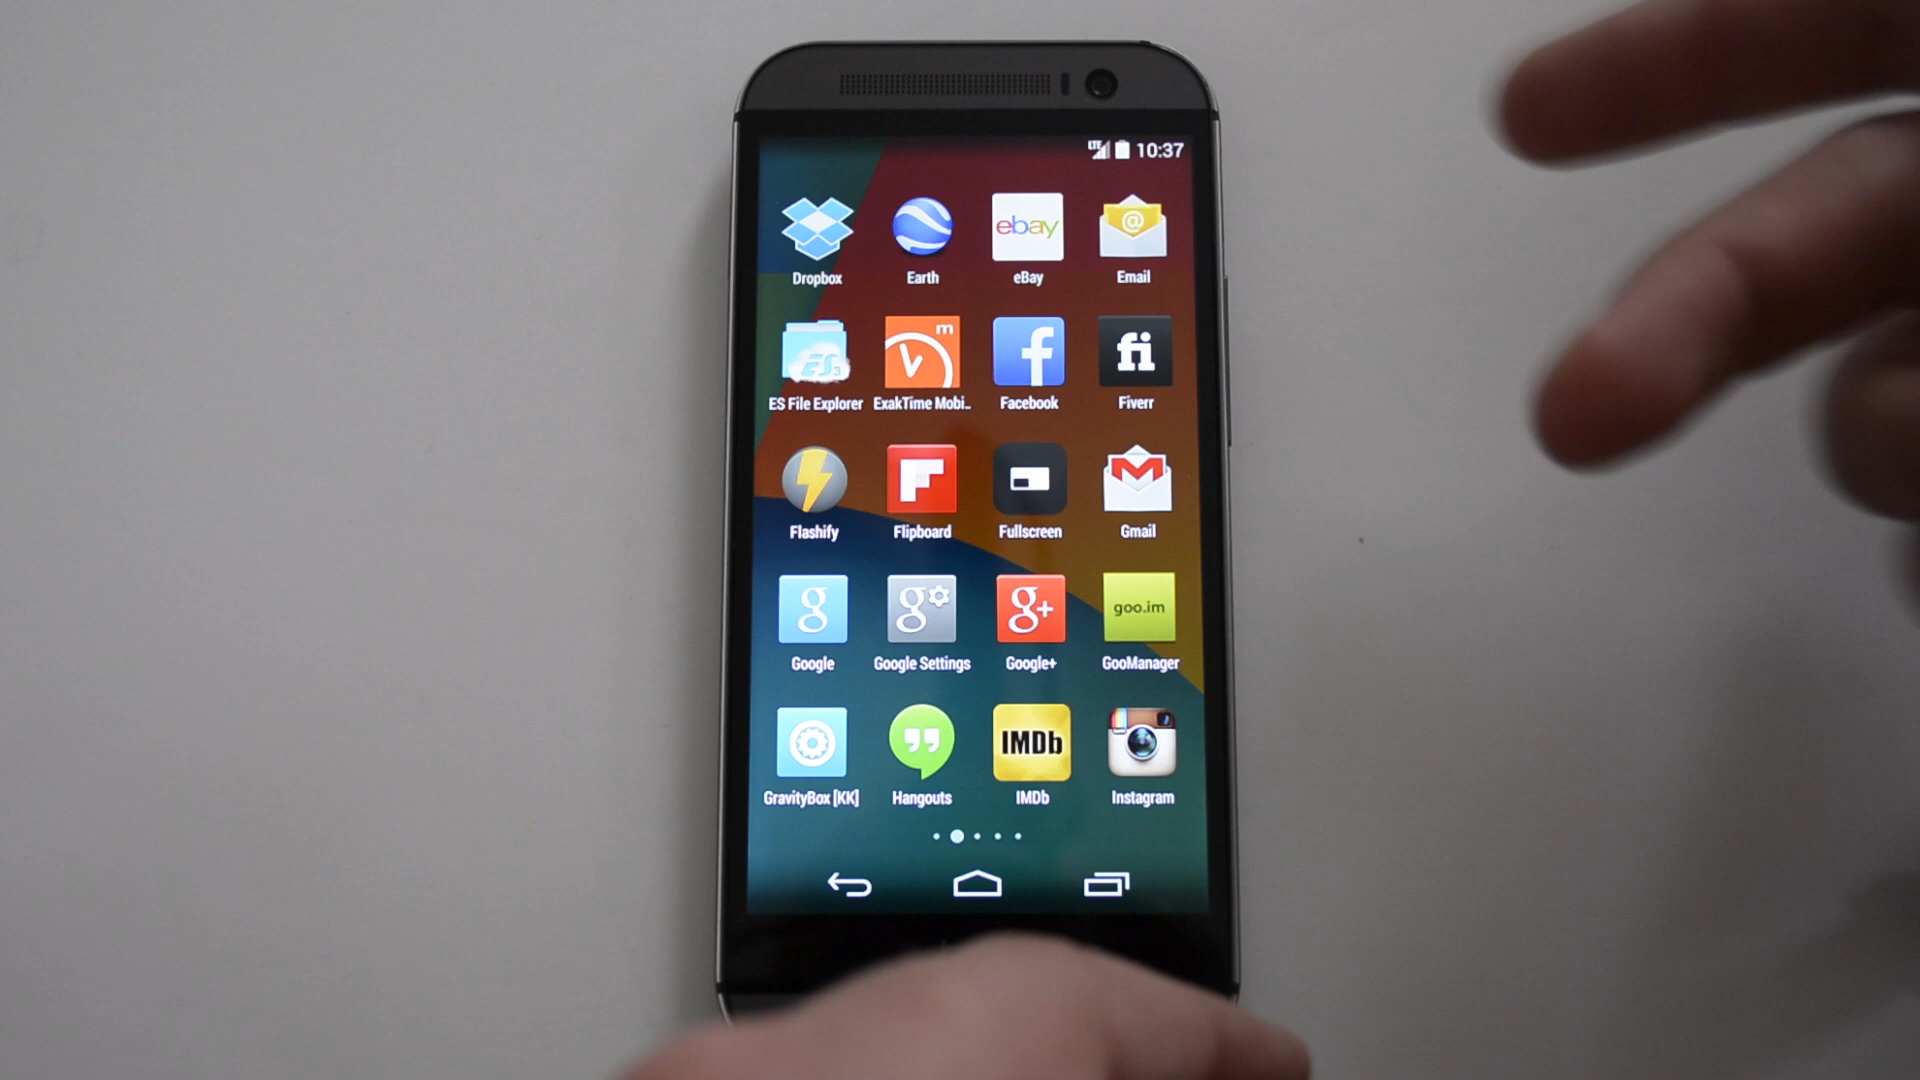 LTE 10:37
Dropbox Earth eBay Email
ebay @
ES File Explorer ExakTime Mobi.. Facebook Fiverr
ES3 m f fi
Flashify Flipboard Fullscreen Gmail
g g g+ goo.im
Google Google Settings Google+ GooManager
IMDb
GravityBox [KK] Hangouts IMDb Instagram